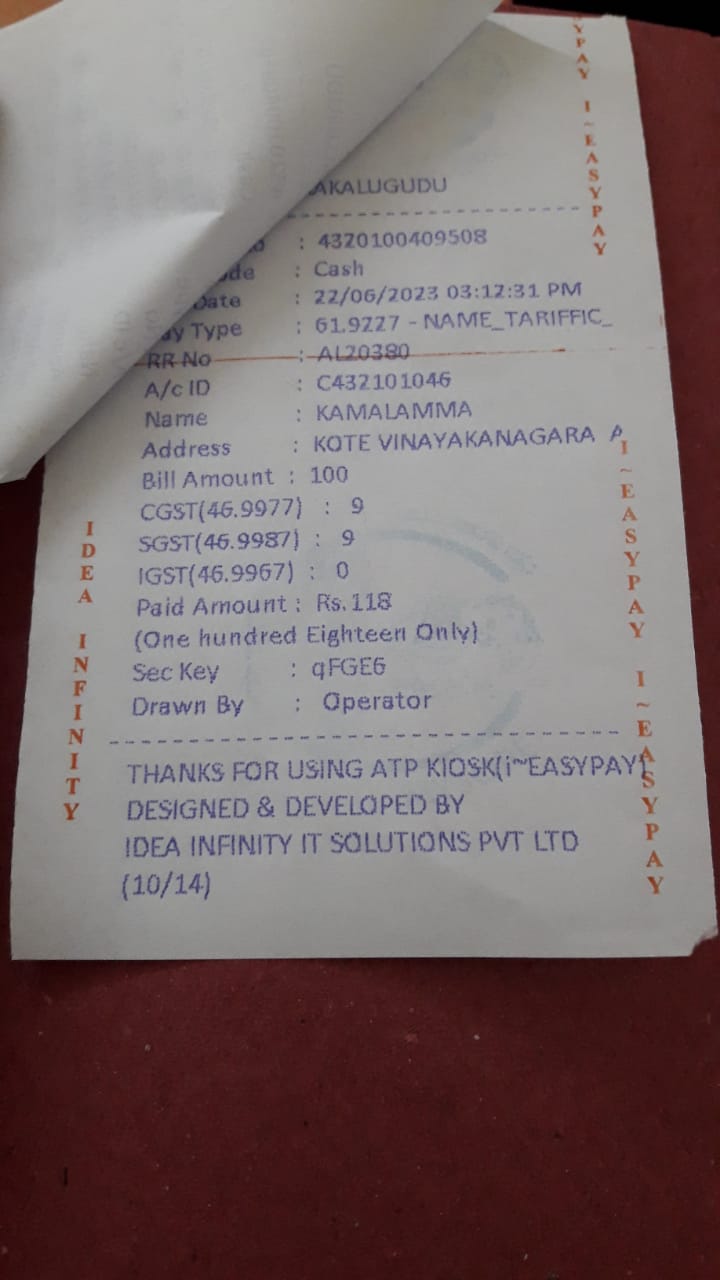 AKALUGUDU
: 4320100409508
: Cash
Date : 22/06/2023 03:12:31 PM
Type : 61.9227 - NAME_TARIFFIC_
RR No : AL20380
A/c ID : C432101046
Name : KAMALAMMA
Address : KOTE VINAYAKANAGARA A
Bill Amount : 100
CGST(46.9977) : 9
SGST(46.9987) : 9
IGST(46.9967) : 0
Paid Amount : Rs.118
(One hundred Eighteen Only)
Sec Key : qFGE6
Drawn By : Operator
THANKS FOR USING ATP KIOSK(i~EASYPAY)
DESIGNED & DEVELOPED BY
IDEA INFINITY IT SOLUTIONS PVT LTD
(10/14)
IDEA INFINITY
YPAY I~EASYPAY
I~EASYPAY I~EASYPAY